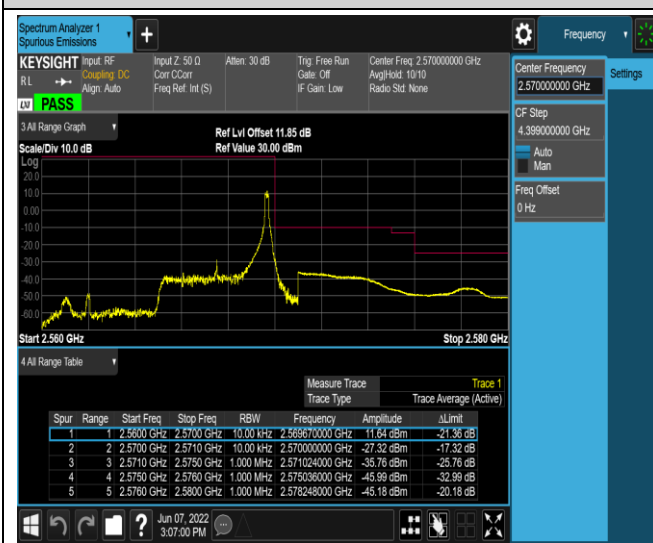 Spectrum Analyzer 1
Spurious Emissions
Frequency
KEYSIGHT Input: RF Input Z: 50 Ω Atten: 30 dB Trig: Free Run Center Freq: 2.570000000 GHz
RL Coupling: DC Corr CCorr Gate: Off Avg|Hold: 10/10
Align: Auto Freq Ref: Int (S) IF Gain: Low Radio Std: None
PASS
Center Frequency
2.570000000 GHz
Settings
CF Step
4.399000000 GHz
Auto
Man
Freq Offset
0 Hz
3 All Range Graph
Ref Lvl Offset 11.85 dB
Scale/Div 10.0 dB Ref Value 30.00 dBm
Log
20.0
10.0
0.00
-10.0
-20.0
-30.0
-40.0
-50.0
-60.0
Start 2.560 GHz Stop 2.580 GHz
4 All Range Table
Measure Trace Trace 1
Trace Type Trace Average (Active)
Spur Range Start Freq Stop Freq RBW Frequency Amplitude ΔLimit
1 1 2.5600 GHz 2.5700 GHz 10.00 kHz 2.569670000 GHz 11.64 dBm -21.36 dB
2 2 2.5700 GHz 2.5710 GHz 10.00 kHz 2.570000000 GHz -27.32 dBm -17.32 dB
3 3 2.5710 GHz 2.5750 GHz 1.000 MHz 2.571024000 GHz -35.76 dBm -25.76 dB
4 4 2.5750 GHz 2.5760 GHz 1.000 MHz 2.575036000 GHz -45.99 dBm -32.99 dB
5 5 2.5760 GHz 2.5800 GHz 1.000 MHz 2.578248000 GHz -45.18 dBm -20.18 dB
Jun 07, 2022
3:07:00 PM